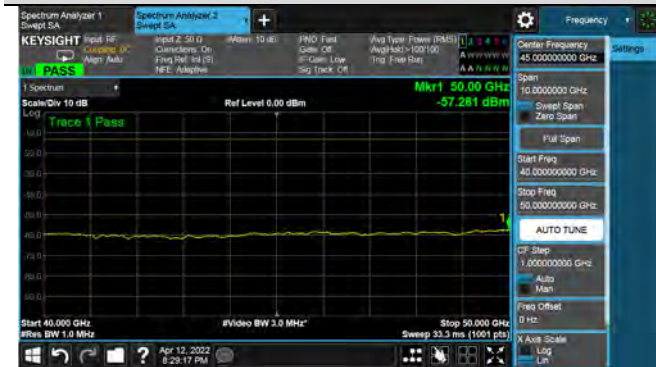 Spectrum Analyzer 1
Swept SA
Spectrum Analyzer 2
Swept SA
+
Frequency
KEYSIGHT Input: RF
Coupling: DC
Align: Auto
Input Z: 50 Ω
Corrections: On
Freq Ref: Int (S)
NFE: Adaptive
#Atten: 10 dB
PNO: Fast
Gate: Off
IF Gain: Low
Sig Track: Off
Avg Type: Power (RMS)
Avg|Hold:>100/100
Trig: Free Run
PASS
1 Spectrum
Scale/Div 10 dB
Ref Level 0.00 dBm
Mkr1 50.00 GHz
-57.281 dBm
Log
Trace 1 Pass
1
Start 40.000 GHz
#Video BW 3.0 MHz*
Stop 50.000 GHz
#Res BW 1.0 MHz
Sweep 33.3 ms (1001 pts)
Apr 12, 2022
8:29:17 PM
Center Frequency
45.000000000 GHz
Settings
Span
10.0000000 GHz
Swept Span
Zero Span
Full Span
Start Freq
40.000000000 GHz
Stop Freq
50.000000000 GHz
AUTO TUNE
CF Step
1.000000000 GHz
Auto
Man
Freq Offset
0 Hz
X Axis Scale
Log
Lin